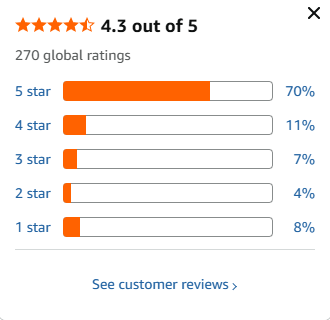 4.3 out of 5
270 global ratings
5 star 70%
4 star 11%
3 star 7%
2 star 4%
1 star 8%
See customer reviews ›